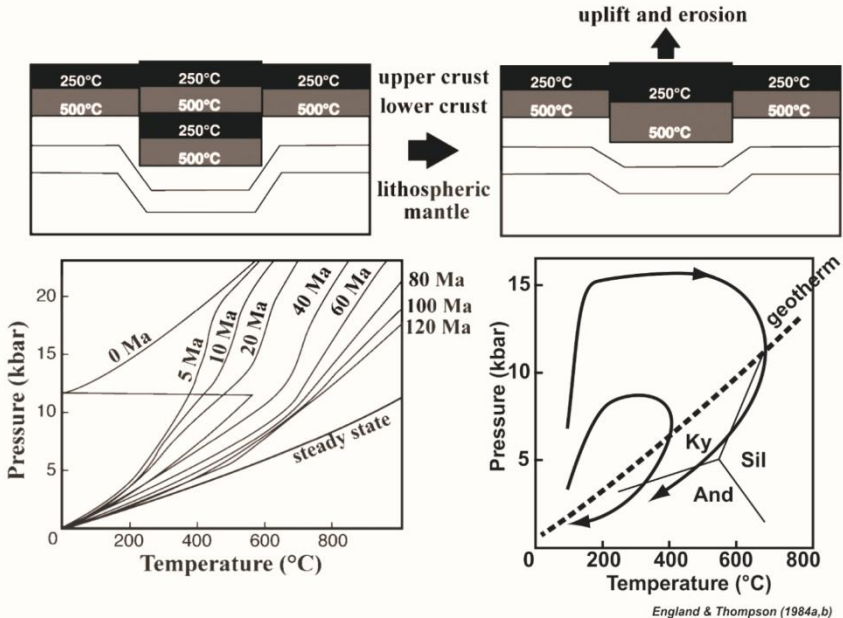 uplift and erosion
250°C
250°C
250°C
500°C
500°C
500°C
250°C
500°C
upper crust
lower crust
lithospheric
mantle
250°C
250°C
250°C
500°C
500°C
500°C
Pressure (kbar)
20
15
10
5
0
200
400
600
Temperature (°C)
0 Ma
5 Ma
10 Ma
20 Ma
40 Ma
60 Ma
80 Ma
100 Ma
120 Ma
steady state
Pressure (kbar)
15
10
5
0
0
200
400
600
800
Temperature (°C)
geotherm
Ky
Sil
And
England & Thompson (1984a,b)